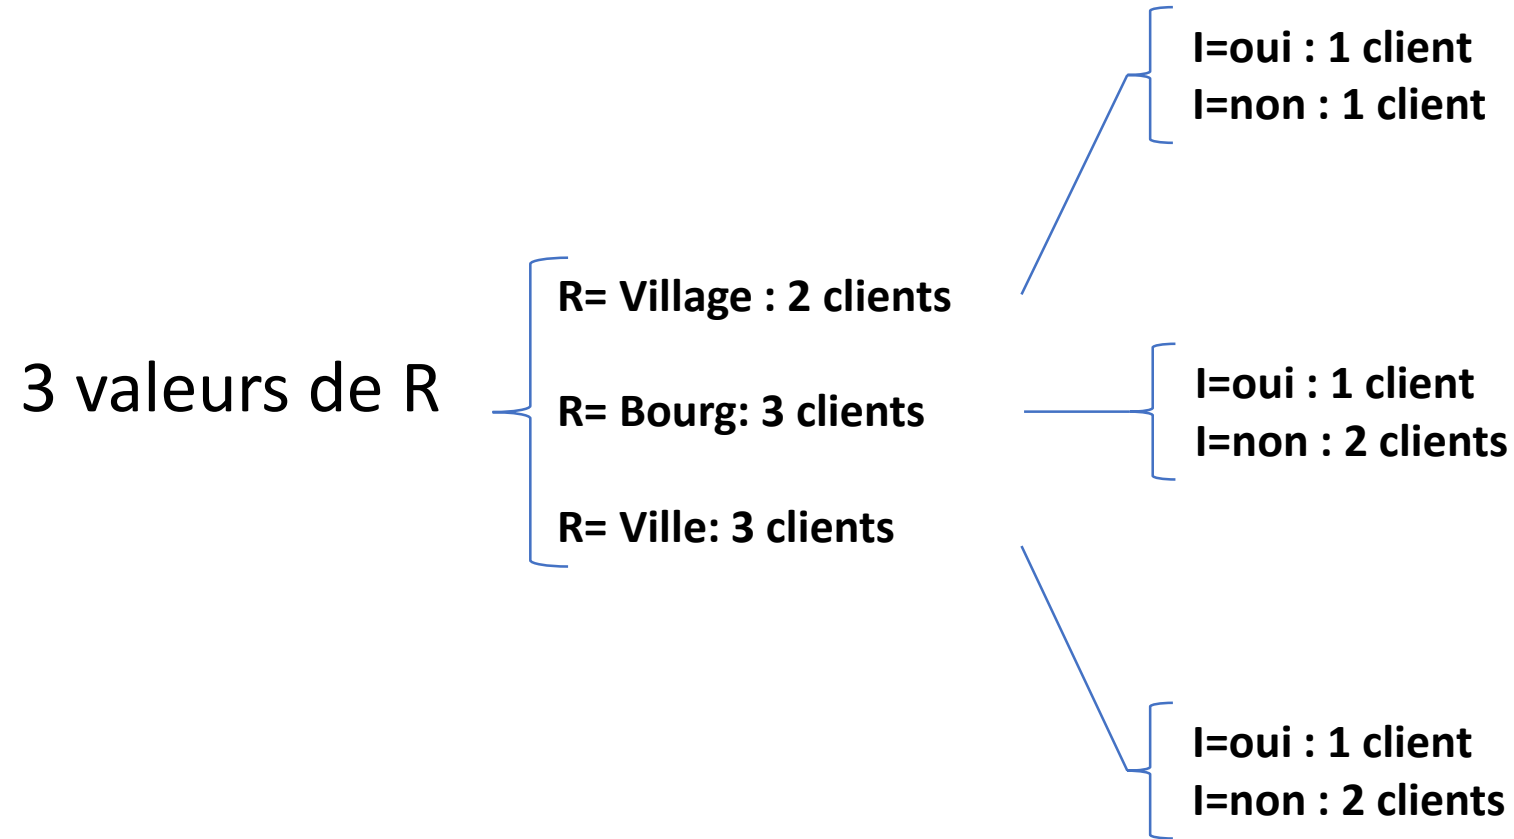 3 valeurs de R
R= Village : 2 clients
R= Bourg: 3 clients
R= Ville: 3 clients
I=oui : 1 client
I=non : 1 client
I=oui : 1 client
I=non : 2 clients
I=oui : 1 client
I=non : 2 clients